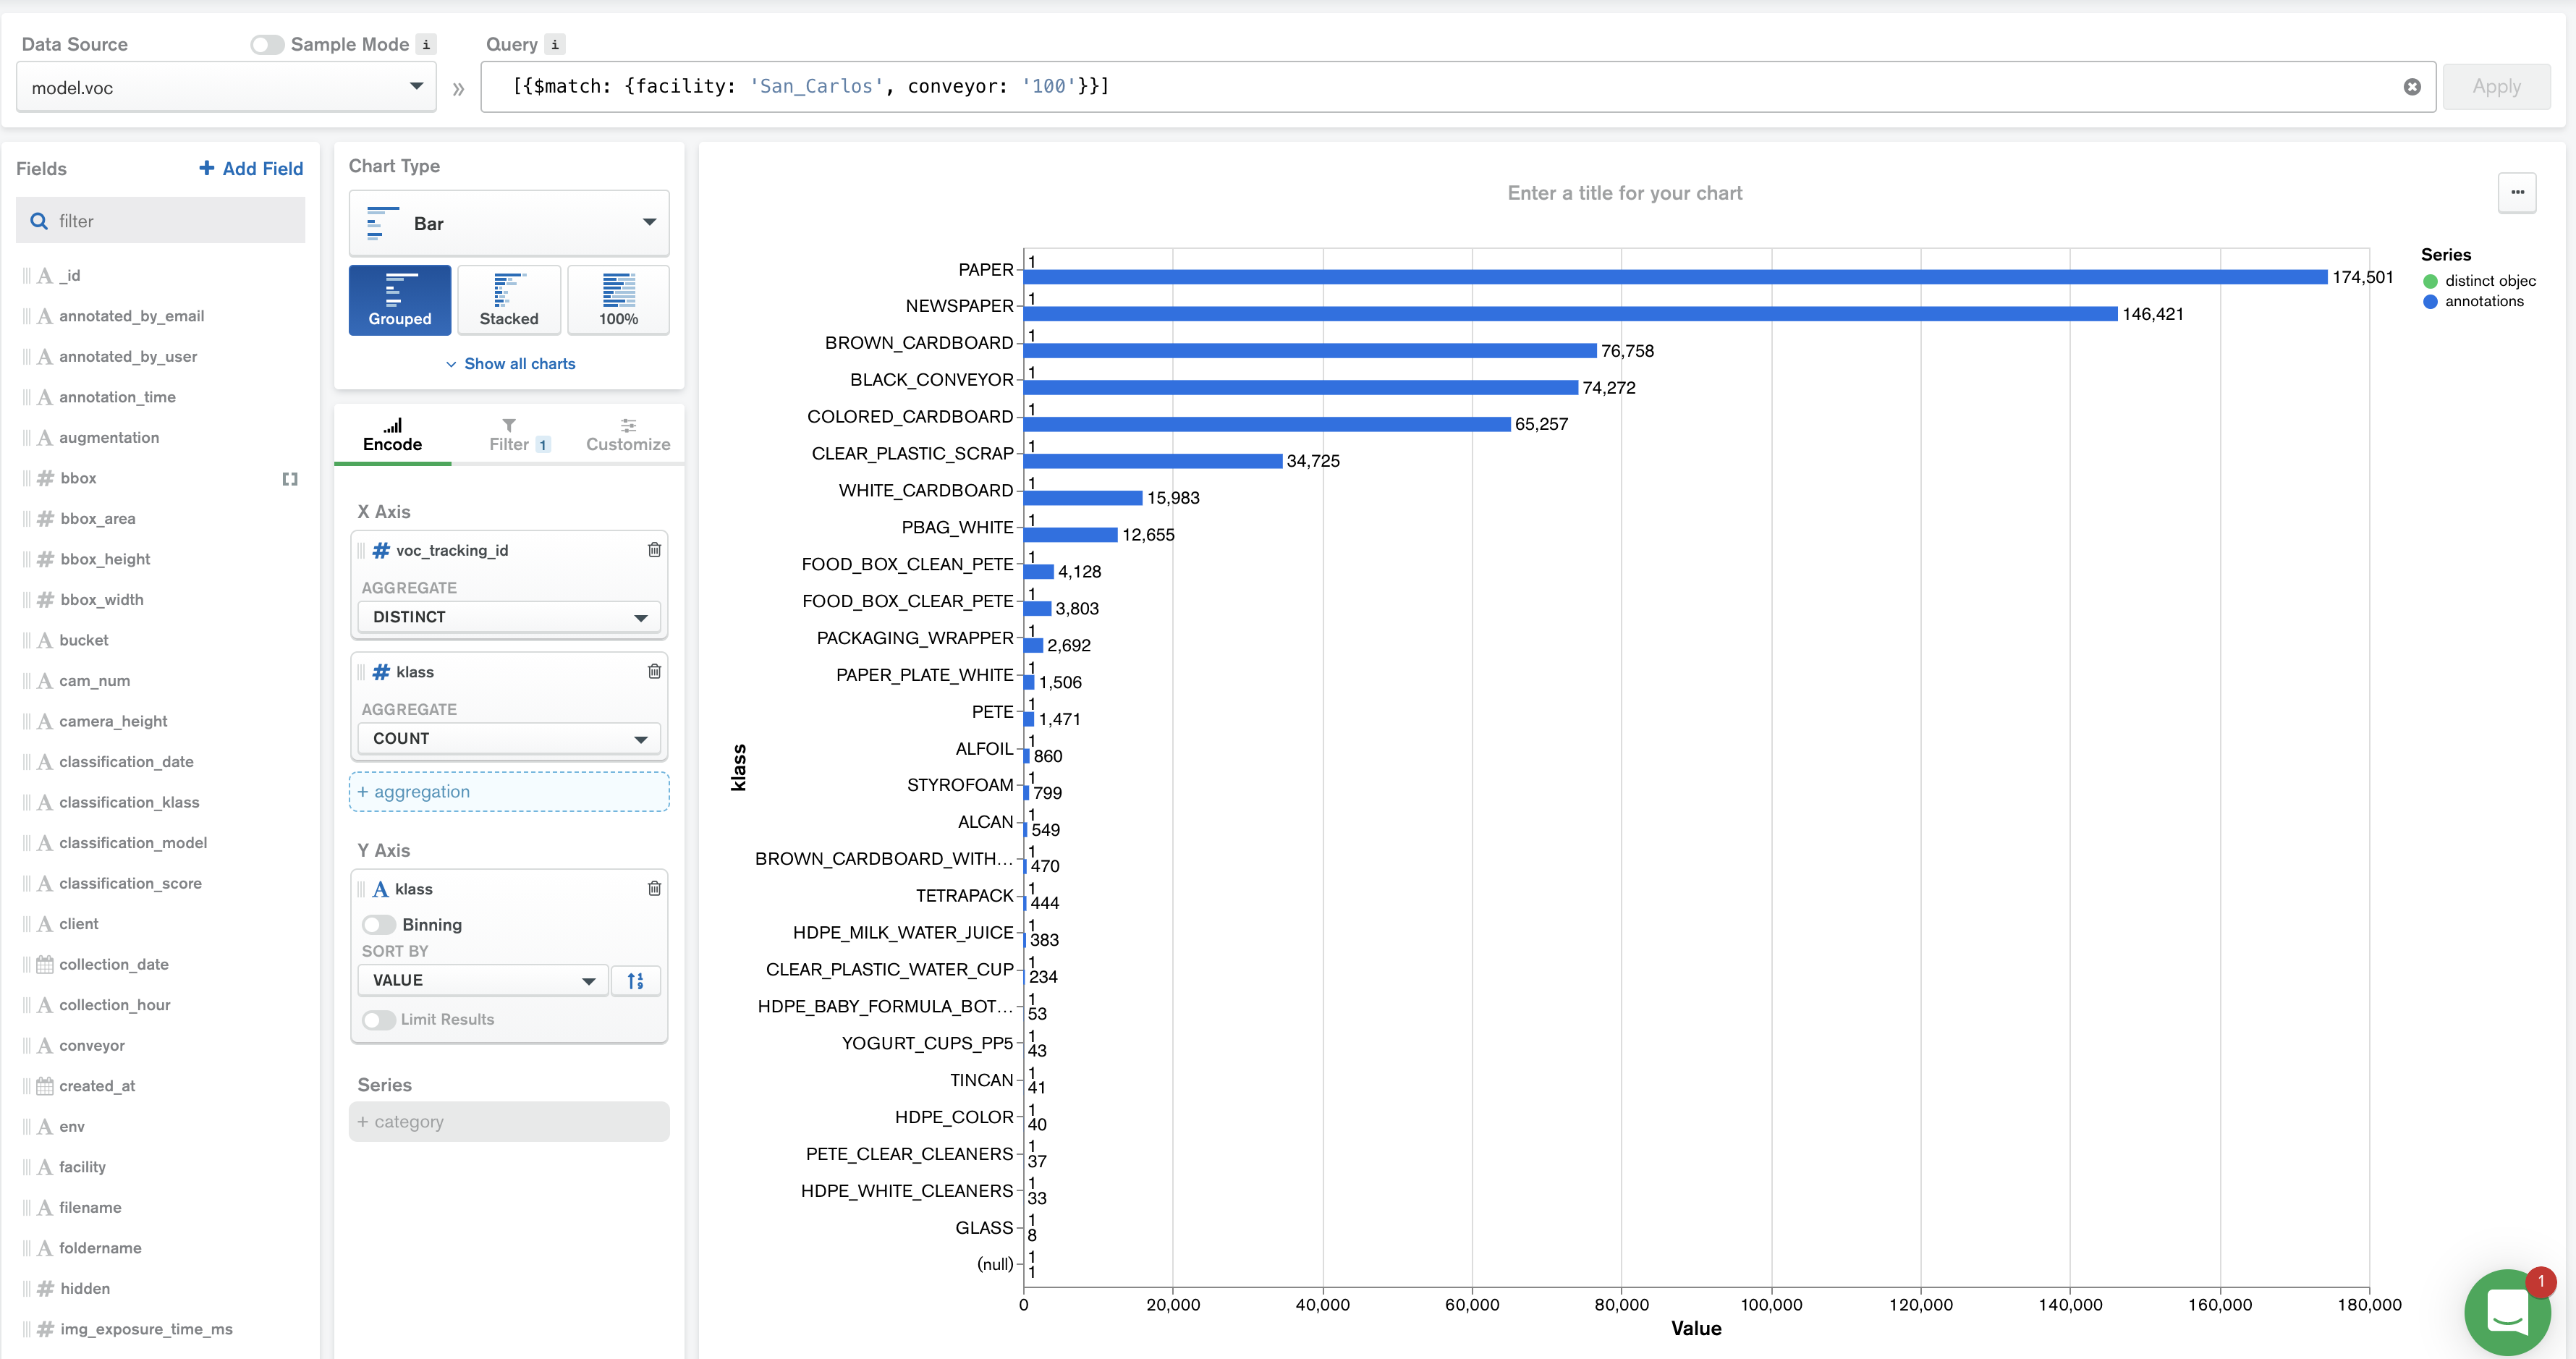 Data Source
Sample Mode i
Query i
model.voc
»
[{$match: {facility: 'San_Carlos', conveyor: '100'}}]
Apply
Fields
+ Add Field
filter
A _id
A annotated_by_email
A annotated_by_user
A annotation_time
A augmentation
# bbox []
# bbox_area
# bbox_height
# bbox_width
A bucket
A cam_num
A camera_height
A classification_date
A classification_klass
A classification_model
A classification_score
A client
collection_date
A collection_hour
A conveyor
created_at
A env
A facility
A filename
A foldername
# hidden
# img_exposure_time_ms
Chart Type
Bar
Grouped
Stacked
100%
Show all charts
Encode
Filter 1
Customize
X Axis
# voc_tracking_id
AGGREGATE
DISTINCT
# klass
AGGREGATE
COUNT
+ aggregation
Y Axis
A klass
Binning
SORT BY
VALUE
Limit Results
Series
+ category
Enter a title for your chart
...
Series
distinct objec
annotations
klass
PAPER 1 174,501
NEWSPAPER 1 146,421
BROWN_CARDBOARD 1 76,758
BLACK_CONVEYOR 1 74,272
COLORED_CARDBOARD 1 65,257
CLEAR_PLASTIC_SCRAP 1 34,725
WHITE_CARDBOARD 1 15,983
PBAG_WHITE 1 12,655
FOOD_BOX_CLEAN_PETE 1 4,128
FOOD_BOX_CLEAR_PETE 1 3,803
PACKAGING_WRAPPER 1 2,692
PAPER_PLATE_WHITE 1 1,506
PETE 1 1,471
ALFOIL 1 860
STYROFOAM 1 799
ALCAN 1 549
BROWN_CARDBOARD_WITH... 1 470
TETRAPACK 1 444
HDPE_MILK_WATER_JUICE 1 383
CLEAR_PLASTIC_WATER_CUP 1 234
HDPE_BABY_FORMULA_BOT... 1 53
YOGURT_CUPS_PP5 1 43
TINCAN 1 41
HDPE_COLOR 1 40
PETE_CLEAR_CLEANERS 1 37
HDPE_WHITE_CLEANERS 1 33
GLASS 1 8
(null) 1 1
0 20,000 40,000 60,000 80,000 100,000 120,000 140,000 160,000 180,000
Value
1